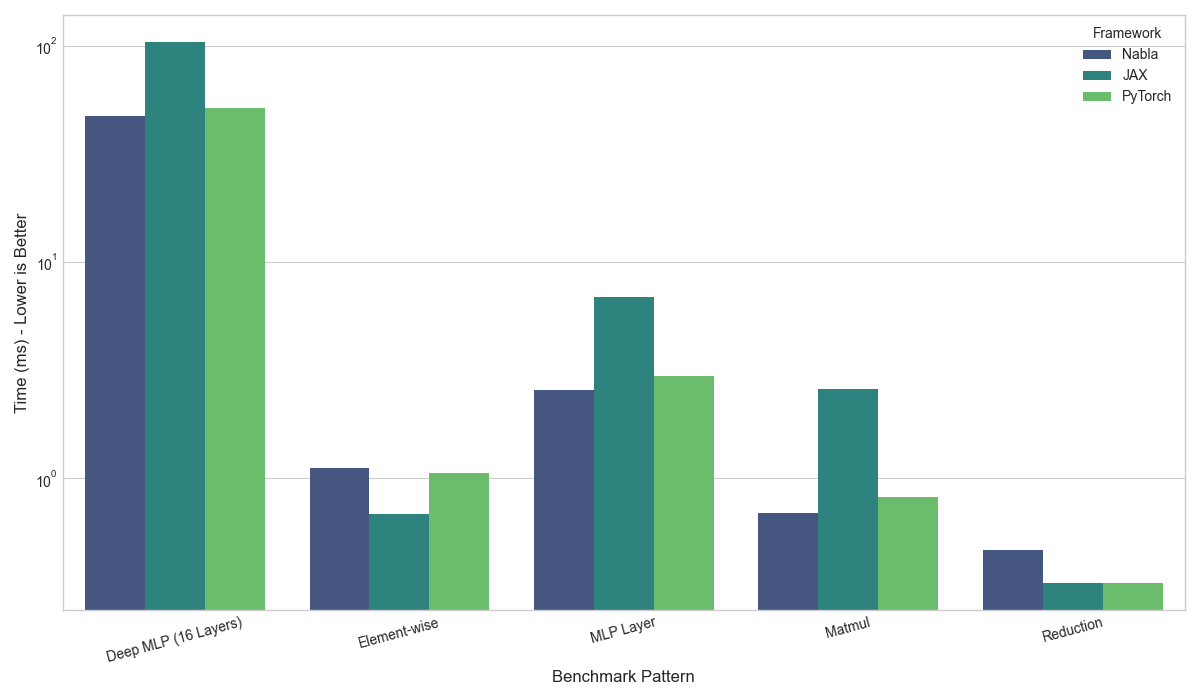 Framework
Nabla
JAX
PyTorch
Time (ms) - Lower is Better
10²
10¹
10⁰
Deep MLP (16 Layers)
Element-wise
MLP Layer
Matmul
Reduction
Benchmark Pattern